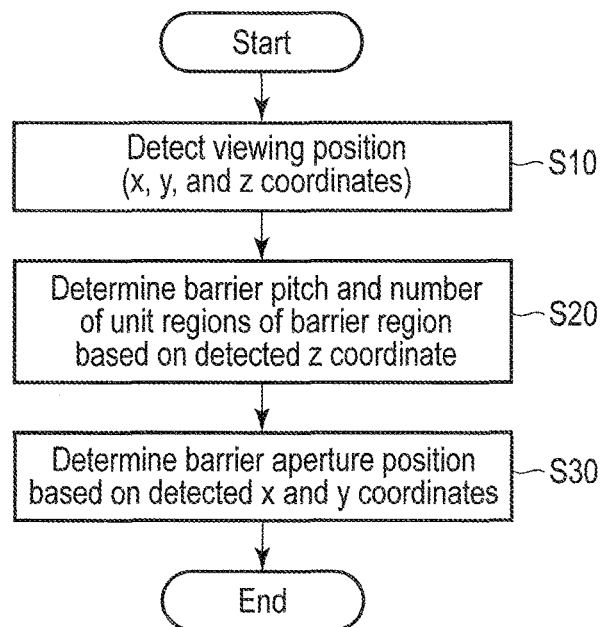 Start
Detect viewing position
(x, y, and z coordinates)
S10
Determine barrier pitch and number
of unit regions of barrier region
based on detected z coordinate
S20
Determine barrier aperture position
based on detected x and y coordinates
S30
End